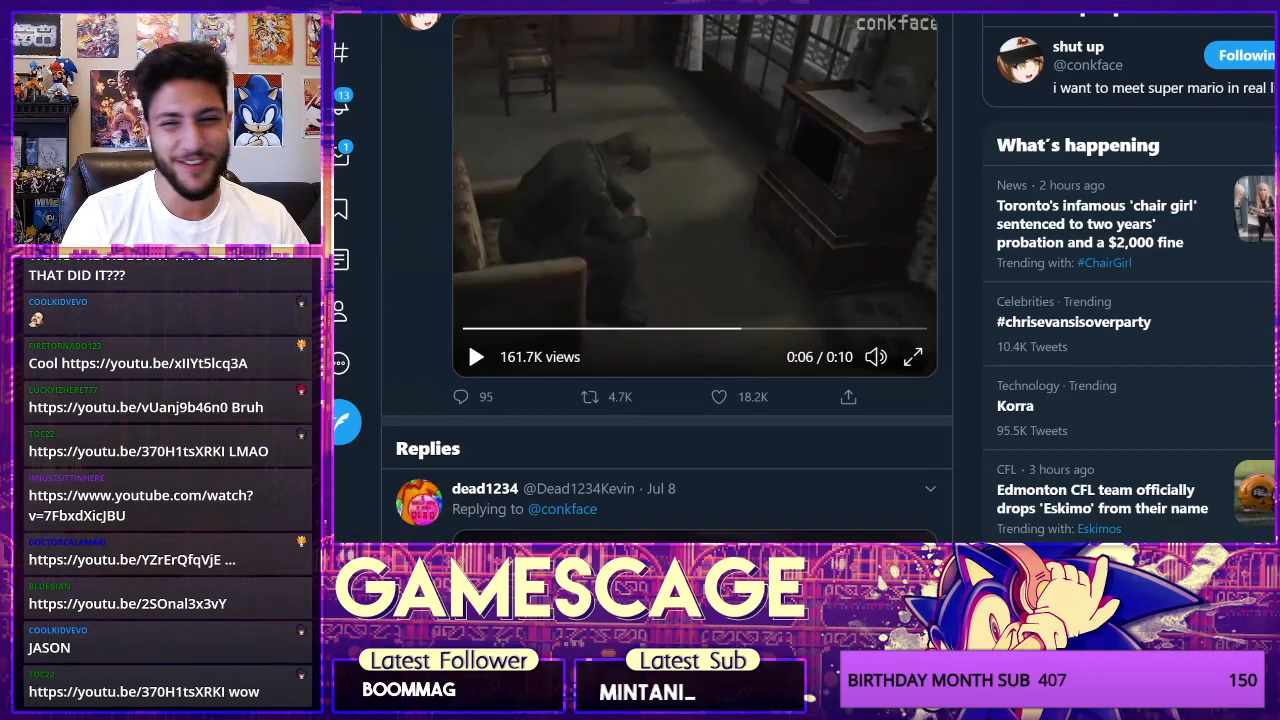 THAT DID IT???
COOLKIDVEVO
FIRETORNADO123
Cool https://youtu.be/xIIYt5lcq3A
LUCKYIZHERE777
https://youtu.be/vUanj9b46n0 Bruh
TOC22
https://youtu.be/370H1tsXRKI LMAO
IMJUSTSITTINHERE
https://www.youtube.com/watch?
v=7FbxdXicJBU
DOCTORCALAMARI
https://youtu.be/YZrErQfqVjE ...
BLUEGIAN
https://youtu.be/2SOnal3x3vY
COOLKIDVEVO
JASON
TOC22
https://youtu.be/370H1tsXRKI wow
13
1
conkface
161.7K views
0:06 / 0:10
95
4.7K
18.2K
Replies
dead1234 @Dead1234Kevin · Jul 8
Replying to @conkface
shut up
@conkface
Followin
i want to meet super mario in real l
What's happening
News · 2 hours ago
Toronto's infamous 'chair girl'
sentenced to two years'
probation and a $2,000 fine
Trending with: #ChairGirl
Celebrities · Trending
#chrisevansisoverparty
10.4K Tweets
Technology · Trending
Korra
95.5K Tweets
CFL · 3 hours ago
Edmonton CFL team officially
drops 'Eskimo' from their name
Trending with: Eskimos
GAMESCAGE
Latest Follower
BOOMMAG
Latest Sub
MINTANI_
BIRTHDAY MONTH SUB 407
150